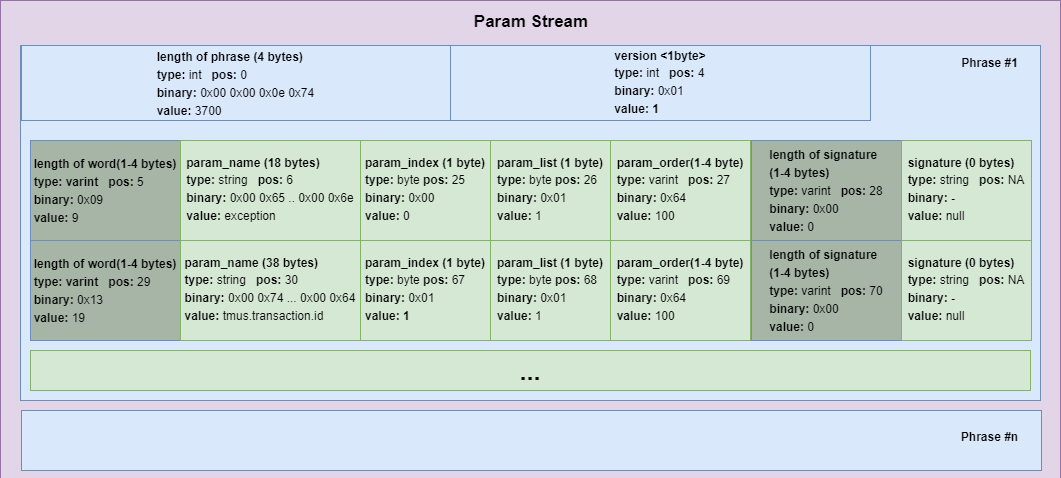 Param Stream
length of phrase (4 bytes)
type: int pos: 0
binary: 0x00 0x00 0x0e 0x74
value: 3700
version <1byte>
type: int pos: 4
binary: 0x01
value: 1
Phrase #1
length of word(1-4 bytes)
type: varint pos: 5
binary: 0x09
value: 9
param_name (18 bytes)
type: string pos: 6
binary: 0x00 0x65 .. 0x00 0x6e
value: exception
param_index (1 byte)
type: byte pos: 25
binary: 0x00
value: 0
param_list (1 byte)
type: byte pos: 26
binary: 0x01
value: 1
param_order(1-4 byte)
type: varint pos: 27
binary: 0x64
value: 100
length of signature
(1-4 bytes)
type: varint pos: 28
binary: 0x00
value: 0
signature (0 bytes)
type: string pos: NA
binary: -
value: null
length of word(1-4 bytes)
type: varint pos: 29
binary: 0x13
value: 19
param_name (38 bytes)
type: string pos: 30
binary: 0x00 0x74 ... 0x00 0x64
value: tmus.transaction.id
param_index (1 byte)
type: byte pos: 67
binary: 0x01
value: 1
param_list (1 byte)
type: byte pos: 68
binary: 0x01
value: 1
param_order(1-4 byte)
type: varint pos: 69
binary: 0x64
value: 100
length of signature
(1-4 bytes)
type: varint pos: 70
binary: 0x00
value: 0
signature (0 bytes)
type: string pos: NA
binary: -
value: null
...
Phrase #n